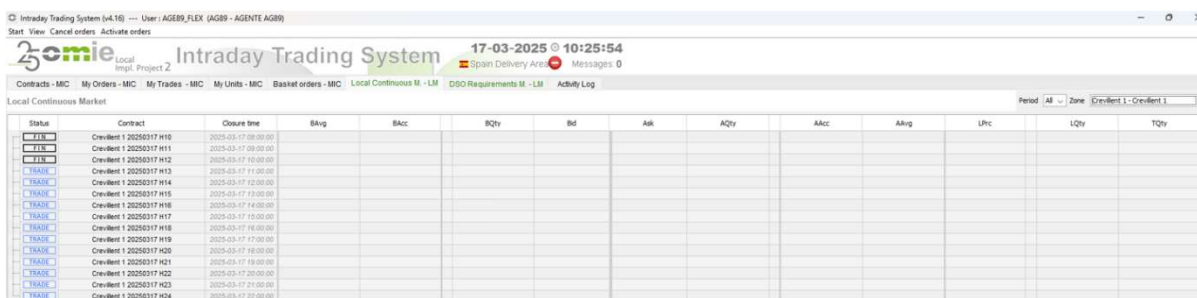 Intraday Trading System (v4.16) --- User : AGE89_FLEX (AG89 - AGENTE AG89)
Start View Cancel orders Activate orders
25 omie Local Impl. Project 2 Intraday Trading System 17-03-2025 10:25:54
Spain Delivery Area Messages: 0
Contracts - MIC My Orders - MIC My Trades - MIC My Units - MIC Basket orders - MIC Local Continuous M. - LM DSO Requirements M. - LM Activity Log
Local Continuous Market Period All Zone Crevillent 1 - Crevillent 1
Status Contract Closure time BAvg BAcc BQty Bid Ask AQty AAcc AAvg LPrc LQty TQty
FIN Crevillent 1 20250317 H10 2025-03-17 08:00:00
FIN Crevillent 1 20250317 H11 2025-03-17 09:00:00
FIN Crevillent 1 20250317 H12 2025-03-17 10:00:00
TRADE Crevillent 1 20250317 H13 2025-03-17 11:00:00
TRADE Crevillent 1 20250317 H14 2025-03-17 12:00:00
TRADE Crevillent 1 20250317 H15 2025-03-17 13:00:00
TRADE Crevillent 1 20250317 H16 2025-03-17 14:00:00
TRADE Crevillent 1 20250317 H17 2025-03-17 15:00:00
TRADE Crevillent 1 20250317 H18 2025-03-17 16:00:00
TRADE Crevillent 1 20250317 H19 2025-03-17 17:00:00
TRADE Crevillent 1 20250317 H20 2025-03-17 18:00:00
TRADE Crevillent 1 20250317 H21 2025-03-17 19:00:00
TRADE Crevillent 1 20250317 H22 2025-03-17 20:00:00
TRADE Crevillent 1 20250317 H23 2025-03-17 21:00:00
TRADE Crevillent 1 20250317 H24 2025-03-17 22:00:00